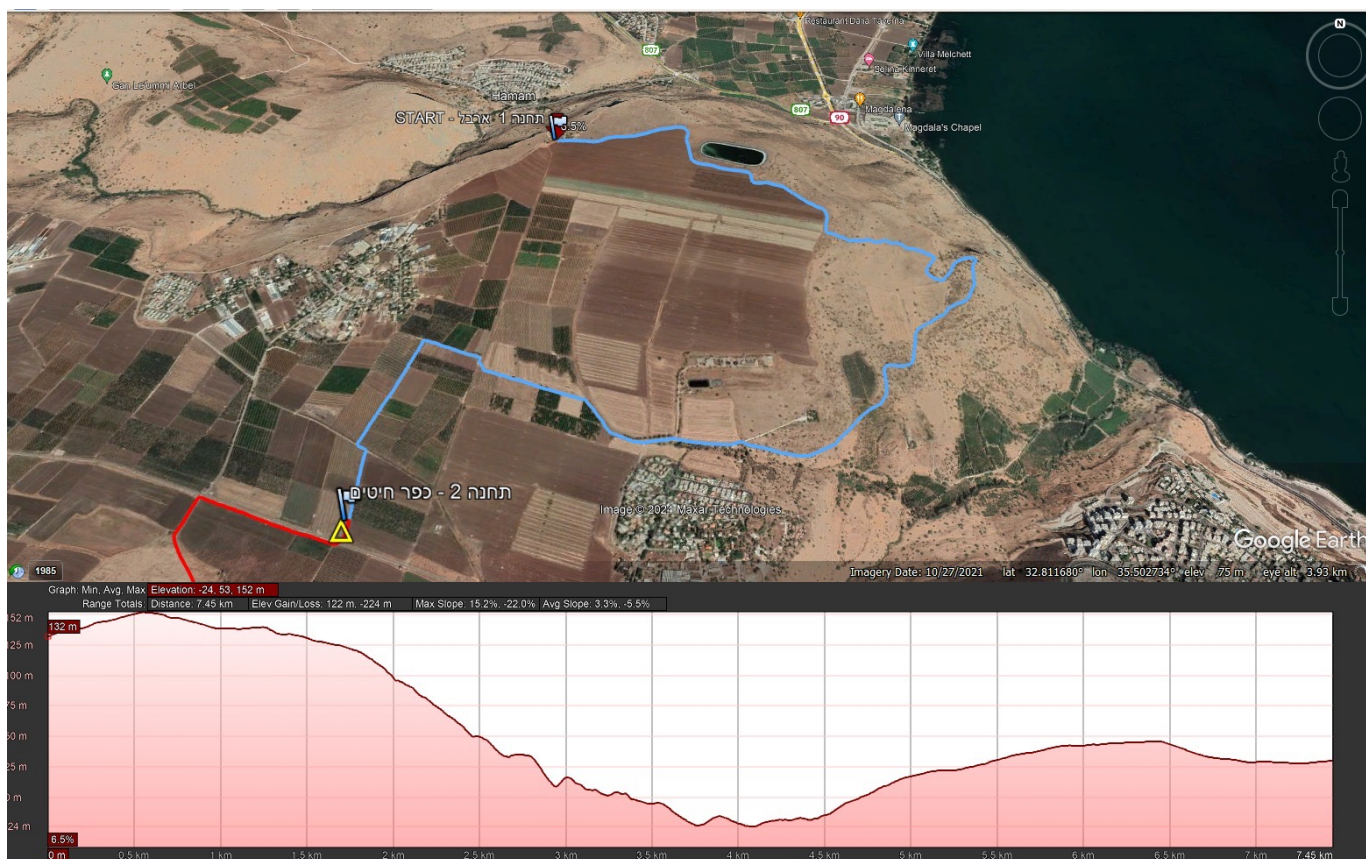 Restaurant Dalia Taverna
807
Villa Melchett
Selina Kinneret
Gan Le'ummi Arbel
Hamam
Magdalena
807
90
Magdala's Chapel
START - תחנה 1 ארבל
6.5%
תחנה 2 - כפר חיטים
Image © 2021 Maxar Technologies
Google Earth
N
1985
Imagery Date: 10/27/2021 lat 32.811680° lon 35.502734° elev 75 m eye alt 3.93 km
Graph: Min, Avg, Max Elevation: -24, 53, 152 m
Range Totals Distance: 7.45 km Elev Gain/Loss: 122 m, -224 m Max Slope: 15.2%, -22.0% Avg Slope: 3.3%, -5.5%
152 m
132 m
25 m
00 m
75 m
25 m
0 m
24 m
6.5%
0 m 0.5 km 1 km 1.5 km 2 km 2.5 km 3 km 3.5 km 4 km 4.5 km 5 km 5.5 km 6 km 6.5 km 7 km 7.45 km